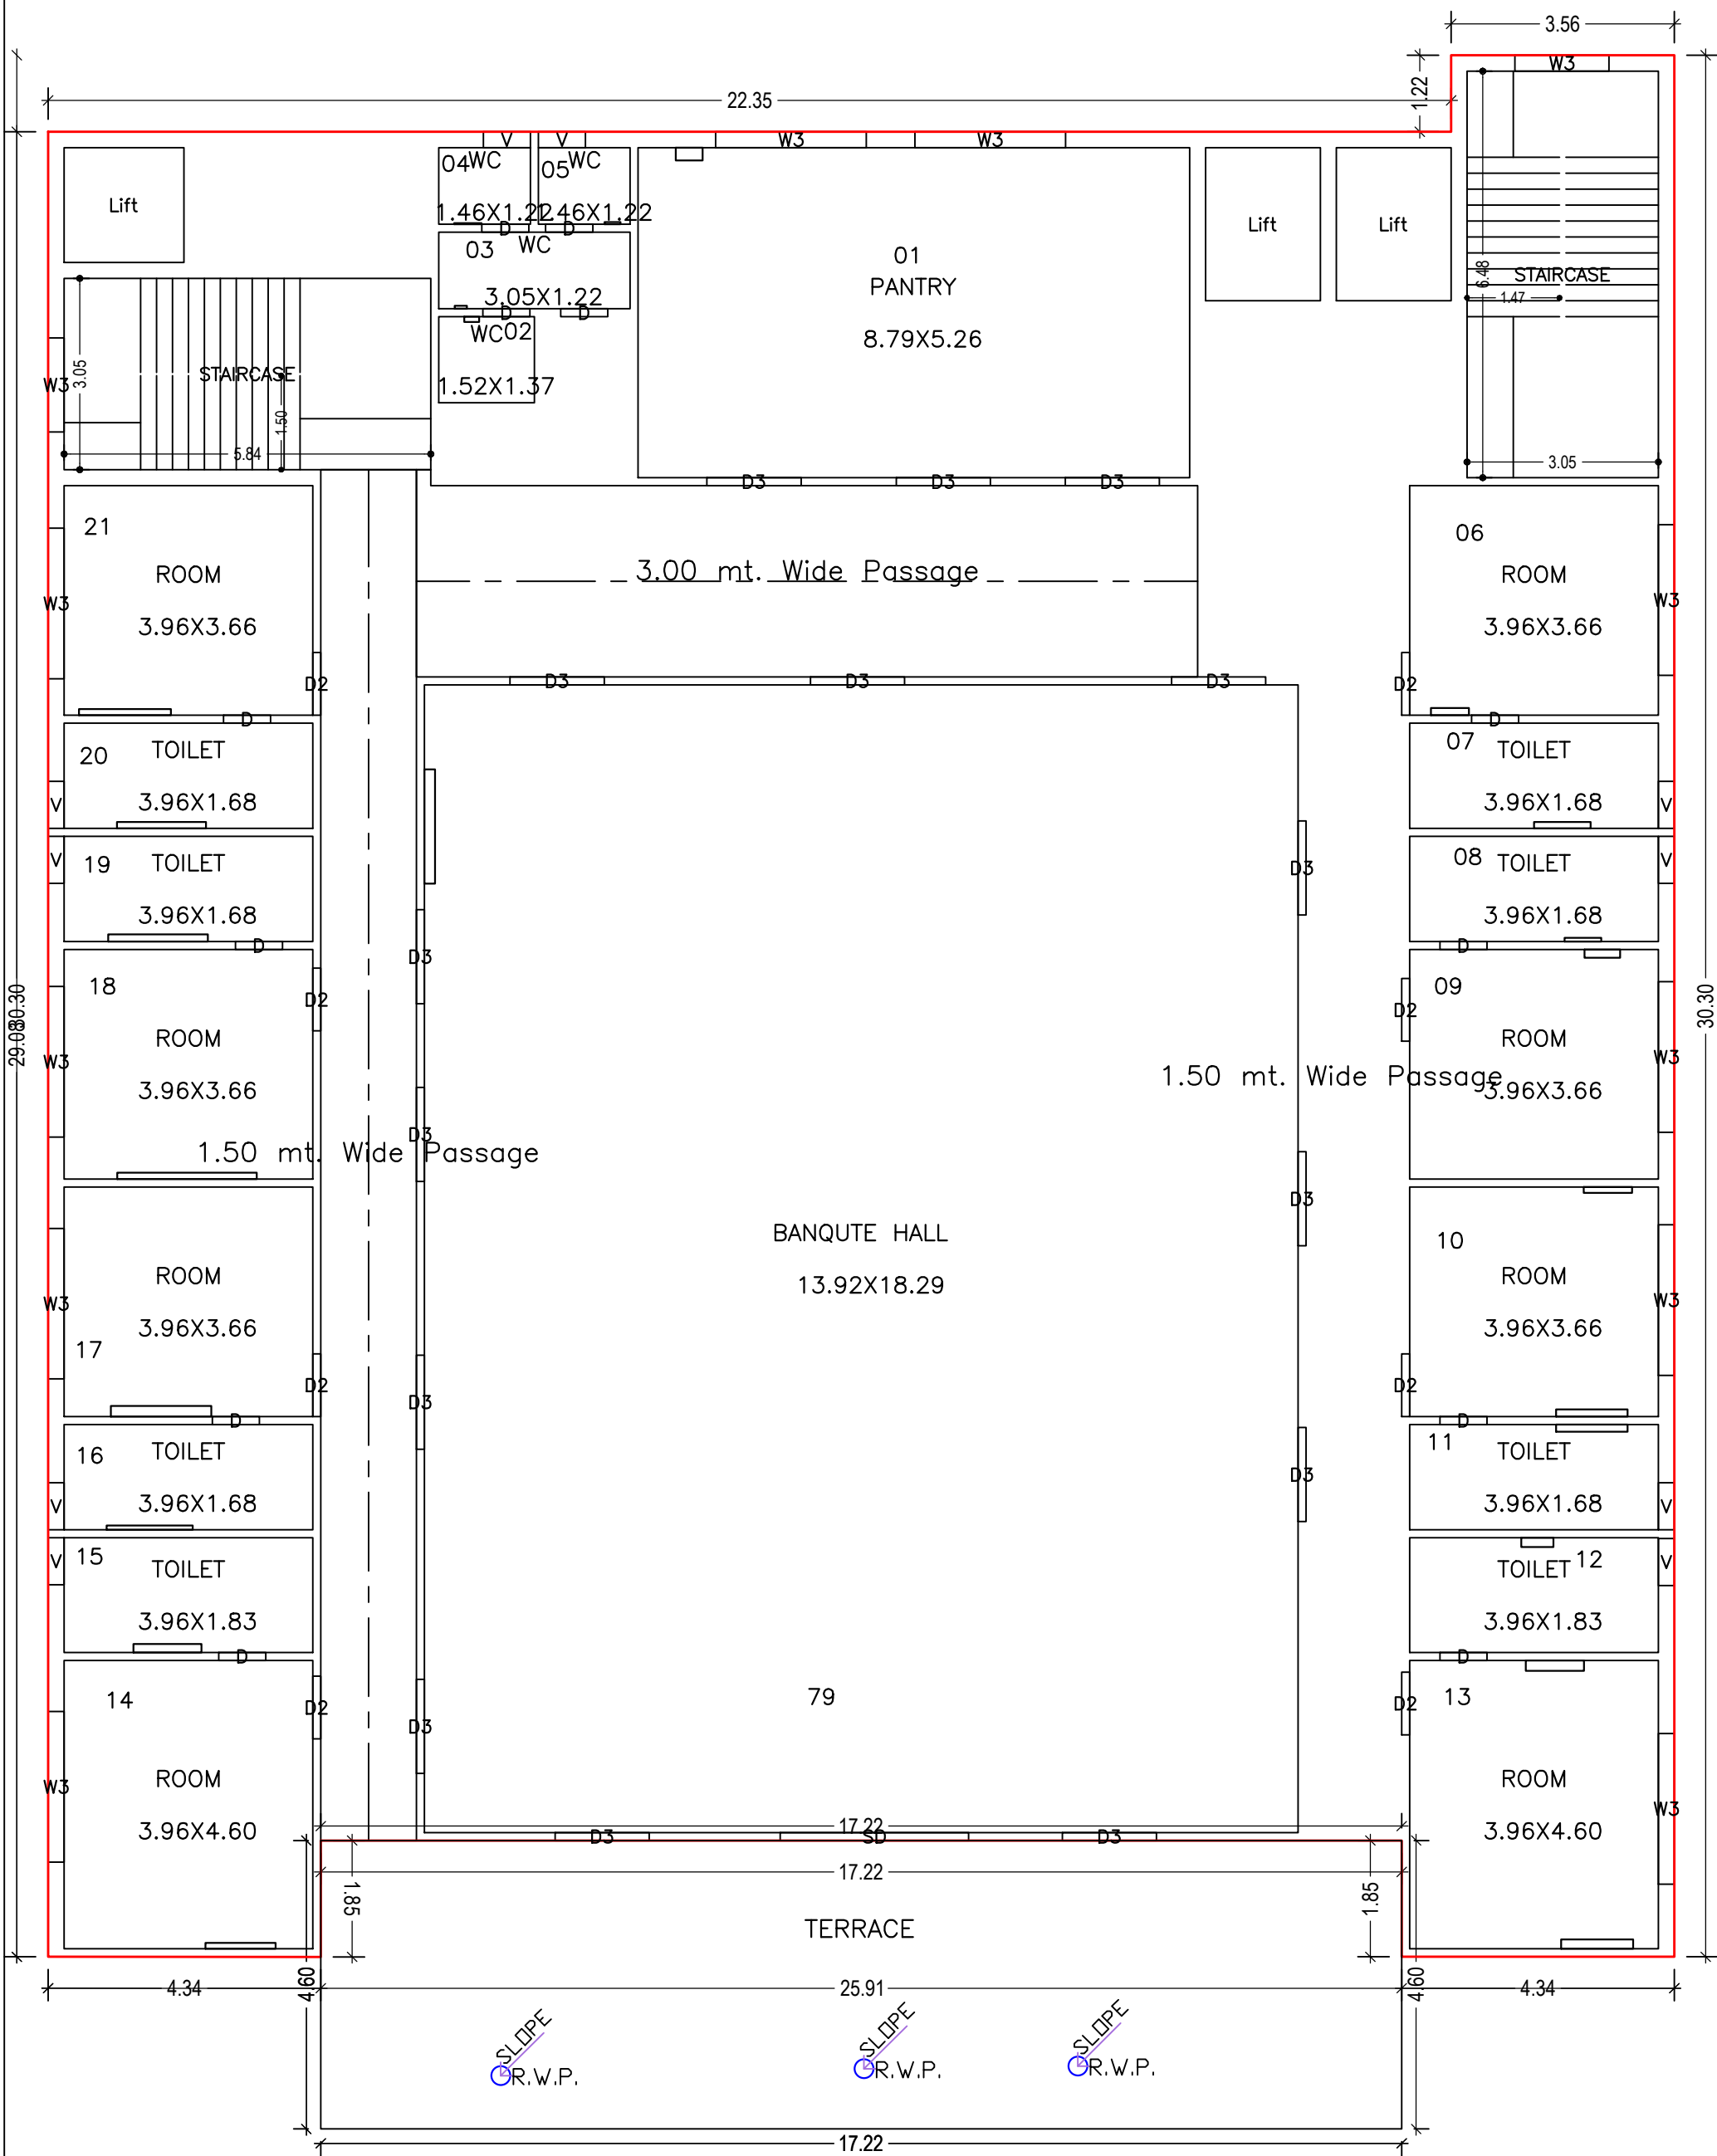 3.56
W3
1.22
22.35
V
V
W3
W3
04
WC
05
WC
Lift
1.46X1.22
1.46X1.22
D
D
Lift
Lift
03
WC
01
PANTRY
8.79X5.26
6.48
STAIRCASE
1.47
3.05X1.22
D
D
WC
02
1.52X1.37
W3
3.05
STAIRCASE
1.50
5.84
3.05
D3
D3
D3
21
ROOM
3.96X3.66
W3
D2
D
3.00 mt. Wide Passage
06
ROOM
3.96X3.66
W3
D2
D
D3
D3
D3
20
TOILET
3.96X1.68
V
07
TOILET
3.96X1.68
V
V
19
TOILET
3.96X1.68
D
D3
08
TOILET
3.96X1.68
V
D
D3
18
ROOM
3.96X3.66
W3
D2
09
ROOM
3.96X3.66
W3
D2
29.08
30.30
30.30
1.50 mt. Wide Passage
1.50 mt. Wide Passage
D3
D3
BANQUTE HALL
13.92X18.29
ROOM
3.96X3.66
17
W3
D2
D
D3
10
ROOM
3.96X3.66
W3
D2
D
D3
16
TOILET
3.96X1.68
V
11
TOILET
3.96X1.68
V
V
15
TOILET
3.96X1.83
D
TOILET
12
3.96X1.83
V
D
14
ROOM
3.96X4.60
W3
D2
D3
79
13
ROOM
3.96X4.60
W3
D2
17.22
D3
SD
D3
17.22
1.85
1.85
TERRACE
4.34
4.60
25.91
4.60
4.34
SLOPE
R.W.P.
SLOPE
R.W.P.
SLOPE
R.W.P.
17.22